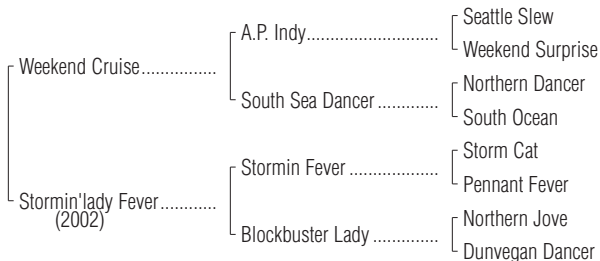 Seattle Slew
A.P. Indy
Weekend Surprise
Weekend Cruise
Northern Dancer
South Sea Dancer
South Ocean
Storm Cat
Stormin Fever
Pennant Fever
Stormin'lady Fever
(2002)
Northern Jove
Blockbuster Lady
Dunvegan Dancer